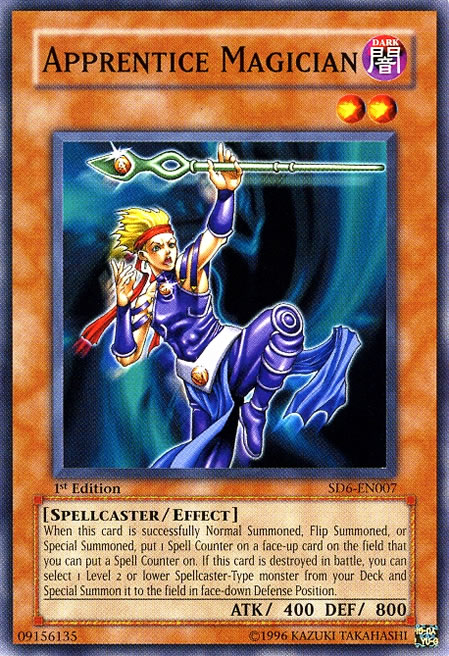 APPRENTICE MAGICIAN
DARK
闇
1st Edition
SD6-EN007
[SPELLCASTER/EFFECT]
When this card is successfully Normal Summoned, Flip Summoned, or
Special Summoned, put 1 Spell Counter on a face-up card on the field that
you can put a Spell Counter on. If this card is destroyed in battle, you can
select 1 Level 2 or lower Spellcaster-Type monster from your Deck and
Special Summon it to the field in face-down Defense Position.
ATK/ 400 DEF/ 800
09156135
©1996 KAZUKI TAKAHASHI